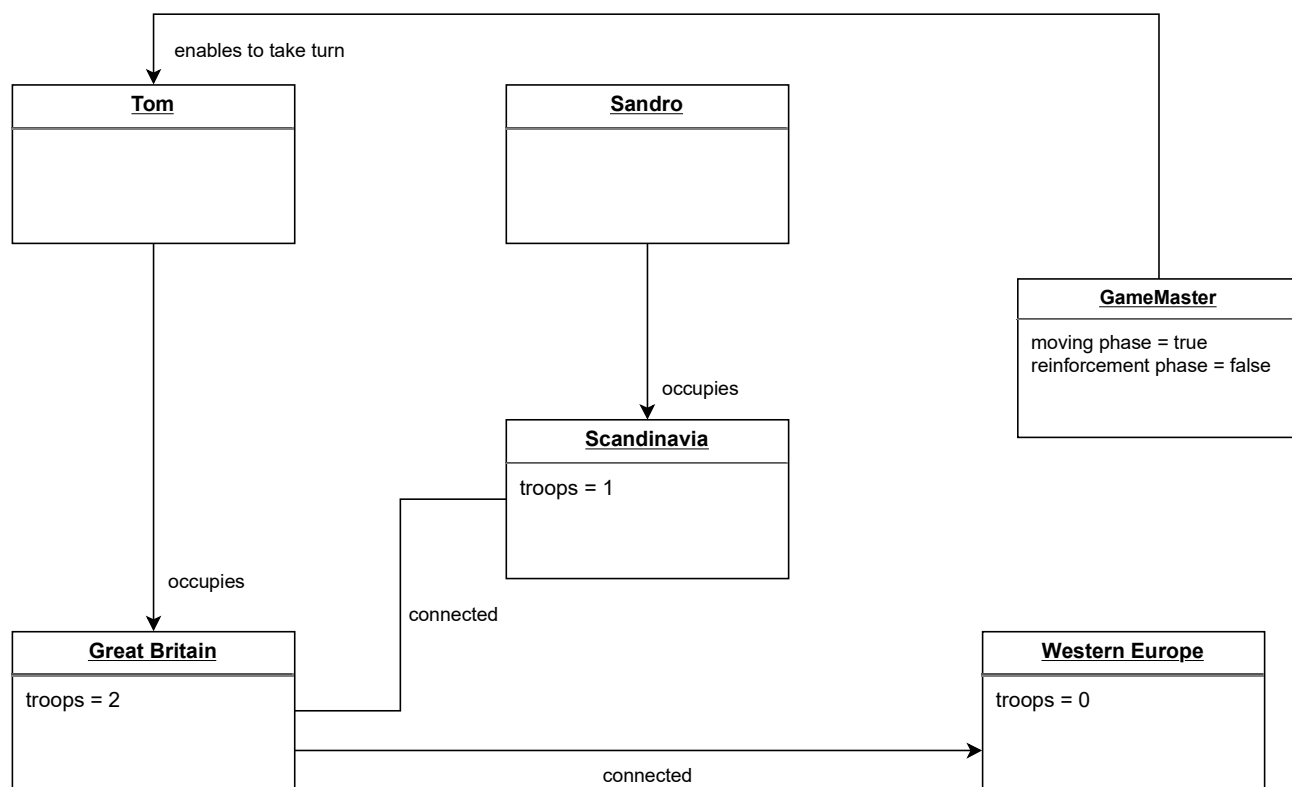 enables to take turn
Tom
Sandro
GameMaster
moving phase = true
reinforcement phase = false
occupies
Scandinavia
troops = 1
occupies
connected
Great Britain
troops = 2
Western Europe
troops = 0
connected